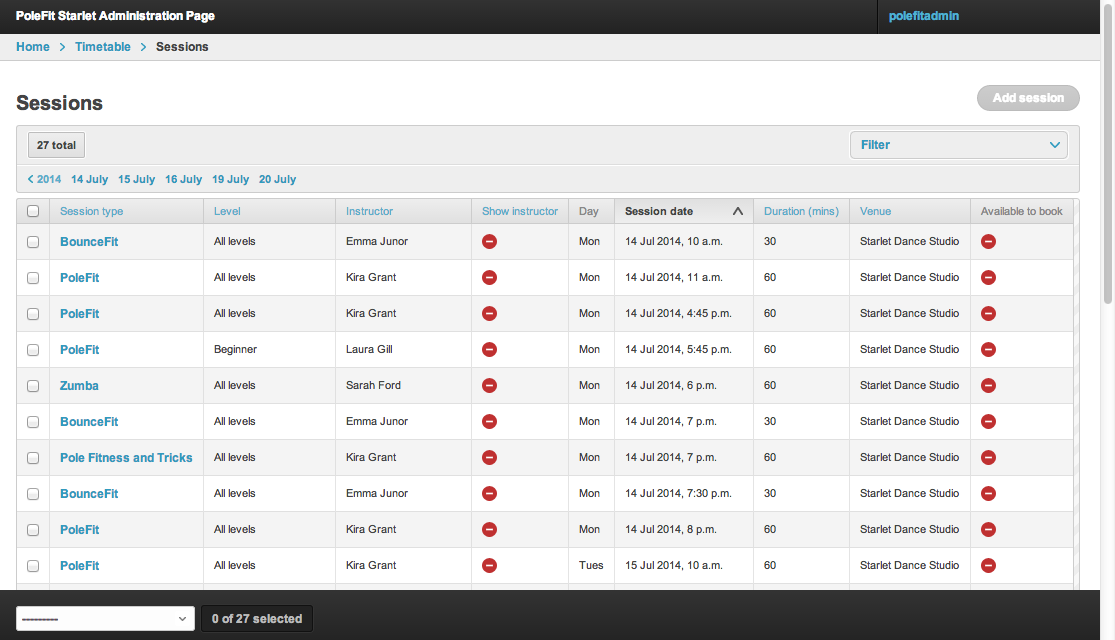 PoleFit Starlet Administration Page polefitadmin
Home > Timetable > Sessions
Sessions Add session
27 total Filter
< 2014 14 July 15 July 16 July 19 July 20 July
Session type Level Instructor Show instructor Day Session date Duration (mins) Venue Available to book
BounceFit All levels Emma Junor Mon 14 Jul 2014, 10 a.m. 30 Starlet Dance Studio
PoleFit All levels Kira Grant Mon 14 Jul 2014, 11 a.m. 60 Starlet Dance Studio
PoleFit All levels Kira Grant Mon 14 Jul 2014, 4:45 p.m. 60 Starlet Dance Studio
PoleFit Beginner Laura Gill Mon 14 Jul 2014, 5:45 p.m. 60 Starlet Dance Studio
Zumba All levels Sarah Ford Mon 14 Jul 2014, 6 p.m. 60 Starlet Dance Studio
BounceFit All levels Emma Junor Mon 14 Jul 2014, 7 p.m. 30 Starlet Dance Studio
Pole Fitness and Tricks All levels Kira Grant Mon 14 Jul 2014, 7 p.m. 60 Starlet Dance Studio
BounceFit All levels Emma Junor Mon 14 Jul 2014, 7:30 p.m. 30 Starlet Dance Studio
PoleFit All levels Kira Grant Mon 14 Jul 2014, 8 p.m. 60 Starlet Dance Studio
PoleFit All levels Kira Grant Tues 15 Jul 2014, 10 a.m. 60 Starlet Dance Studio
--------- 0 of 27 selected